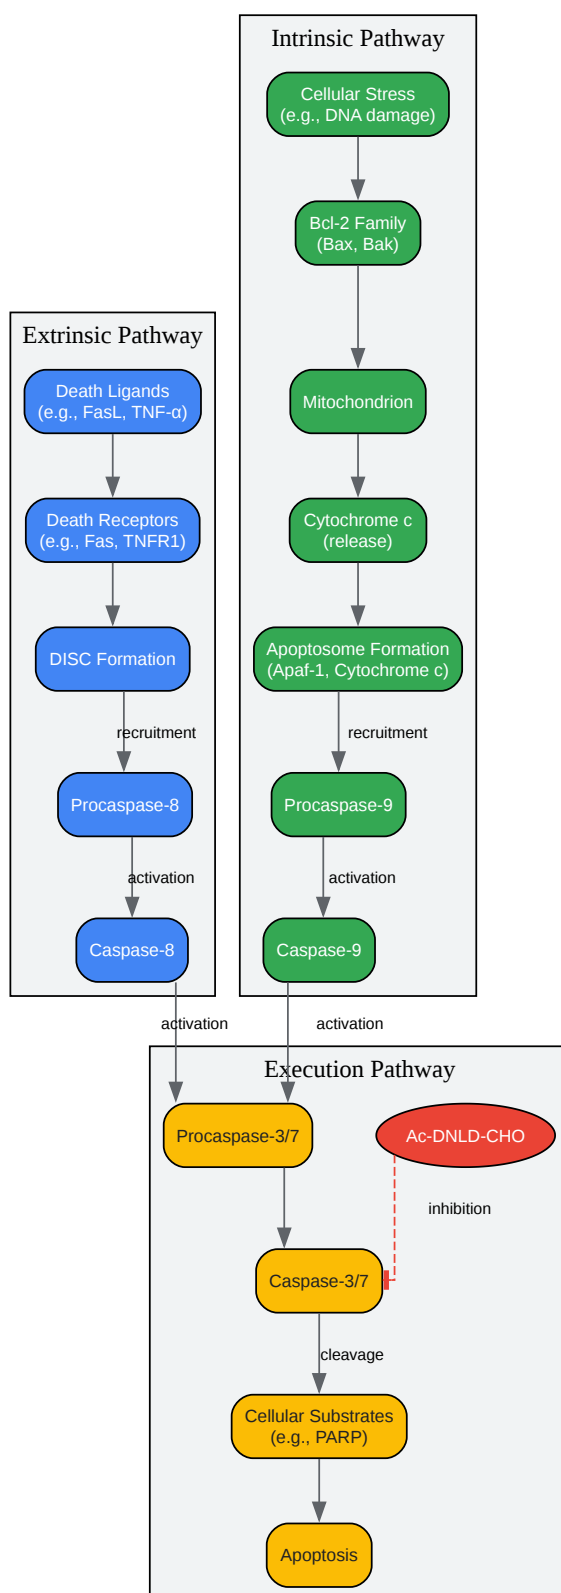 Intrinsic Pathway
Cellular Stress
(e.g., DNA damage)
Bcl-2 Family
(Bax, Bak)
Mitochondrion
Cytochrome c
(release)
Apoptosome Formation
(Apaf-1, Cytochrome c)
recruitment
Procaspase-9
activation
Caspase-9
activation
Extrinsic Pathway
Death Ligands
(e.g., FasL, TNF-α)
Death Receptors
(e.g., Fas, TNFR1)
DISC Formation
recruitment
Procaspase-8
activation
Caspase-8
activation
Execution Pathway
Procaspase-3/7
Ac-DNLD-CHO
inhibition
Caspase-3/7
cleavage
Cellular Substrates
(e.g., PARP)
Apoptosis